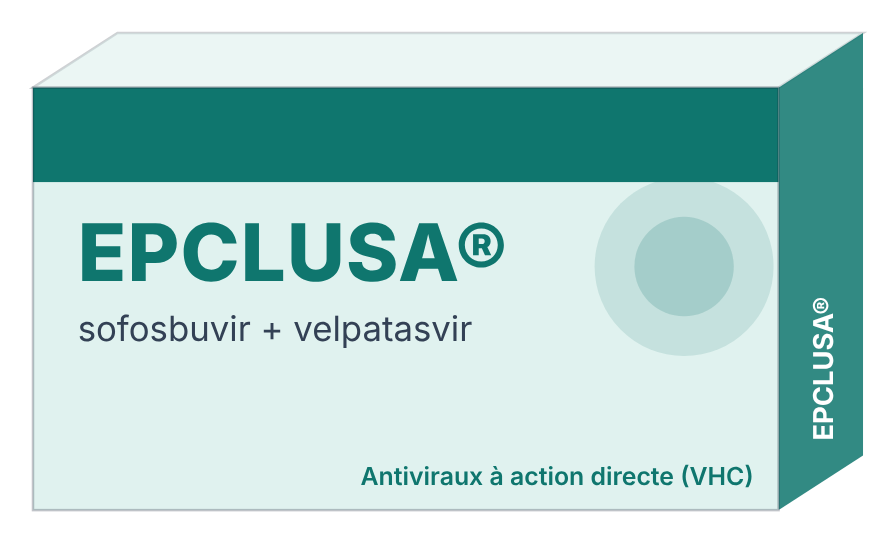 EPCLUSA®
sofosbuvir + velpatasvir
Antiviraux à action directe (VHC)
EPCLUSA®